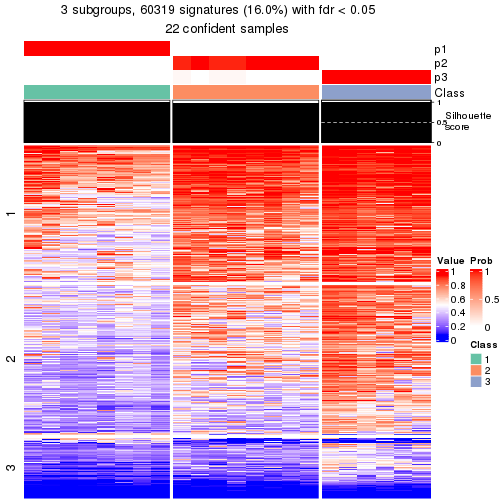 3 subgroups, 60319 signatures (16.0%) with fdr < 0.05
22 confident samples
p1
p2
p3
Class
1
0.5
0
Silhouette
score
1
2
3
Value
1
0.8
0.6
0.4
0.2
0
Prob
1
0.5
0
Class
1
2
3